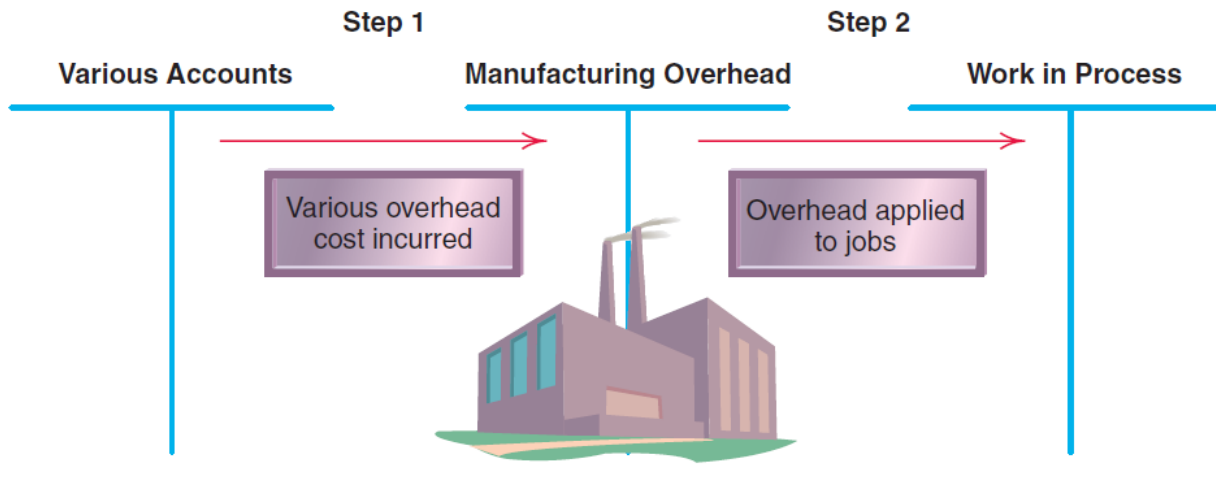 Step 1
Step 2
Various Accounts
Manufacturing Overhead
Work in Process
Various overhead
cost incurred
Overhead applied
to jobs